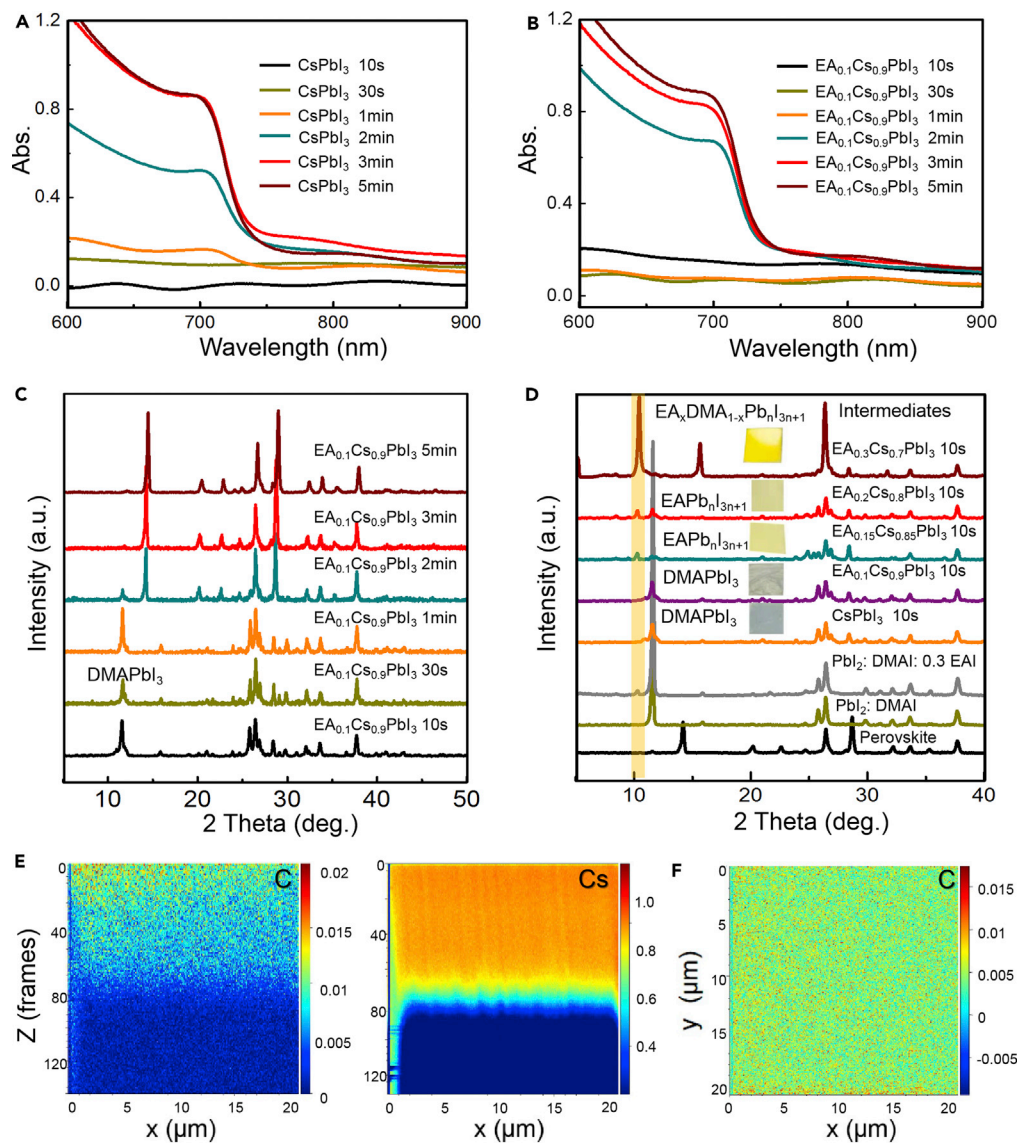 A
1.2
0.8
0.4
0.0
Abs.
CsPbI₃ 10s
CsPbI₃ 30s
CsPbI₃ 1min
CsPbI₃ 2min
CsPbI₃ 3min
CsPbI₃ 5min
600 700 800 900
Wavelength (nm)
B
1.2
0.8
0.4
0.0
Abs.
EA₀.₁Cs₀.₉PbI₃ 10s
EA₀.₁Cs₀.₉PbI₃ 30s
EA₀.₁Cs₀.₉PbI₃ 1min
EA₀.₁Cs₀.₉PbI₃ 2min
EA₀.₁Cs₀.₉PbI₃ 3min
EA₀.₁Cs₀.₉PbI₃ 5min
600 700 800 900
Wavelength (nm)
C
Intensity (a.u.)
EA₀.₁Cs₀.₉PbI₃ 5min
EA₀.₁Cs₀.₉PbI₃ 3min
EA₀.₁Cs₀.₉PbI₃ 2min
EA₀.₁Cs₀.₉PbI₃ 1min
DMAPbI₃
EA₀.₁Cs₀.₉PbI₃ 30s
EA₀.₁Cs₀.₉PbI₃ 10s
10 20 30 40 50
2 Theta (deg.)
D
Intensity (a.u.)
EAₓDMA₁₋ₓPbₙI₃ₙ₊₁ Intermediates
EA₀.₃Cs₀.₇PbI₃ 10s
EAPbₙI₃ₙ₊₁ EA₀.₂Cs₀.₈PbI₃ 10s
EAPbₙI₃ₙ₊₁ EA₀.₁₅Cs₀.₈₅PbI₃ 10s
DMAPbI₃ EA₀.₁Cs₀.₉PbI₃ 10s
DMAPbI₃ CsPbI₃ 10s
PbI₂: DMAI: 0.3 EAI
PbI₂: DMAI
Perovskite
10 20 30 40
2 Theta (deg.)
E
C
0
40
80
120
Z (frames)
0 5 10 15 20
x (µm)
0.02
0.015
0.01
0.005
0
Cs
0
20
40
60
80
100
120
0 5 10 15 20
x (µm)
1.0
0.8
0.6
0.4
F
C
0
5
10
15
20
y (µm)
0 5 10 15 20
x (µm)
0.015
0.01
0.005
0
-0.005